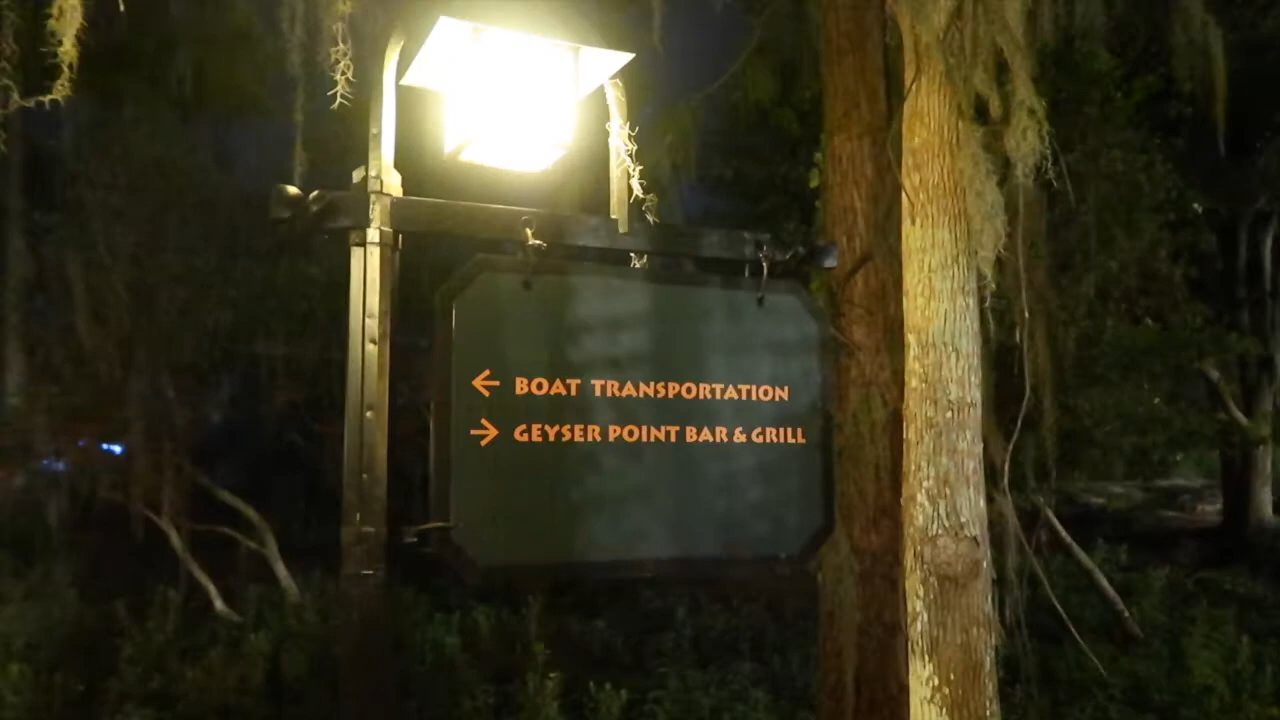 ← BOAT TRANSPORTATION
→ GEYSER POINT BAR & GRILL